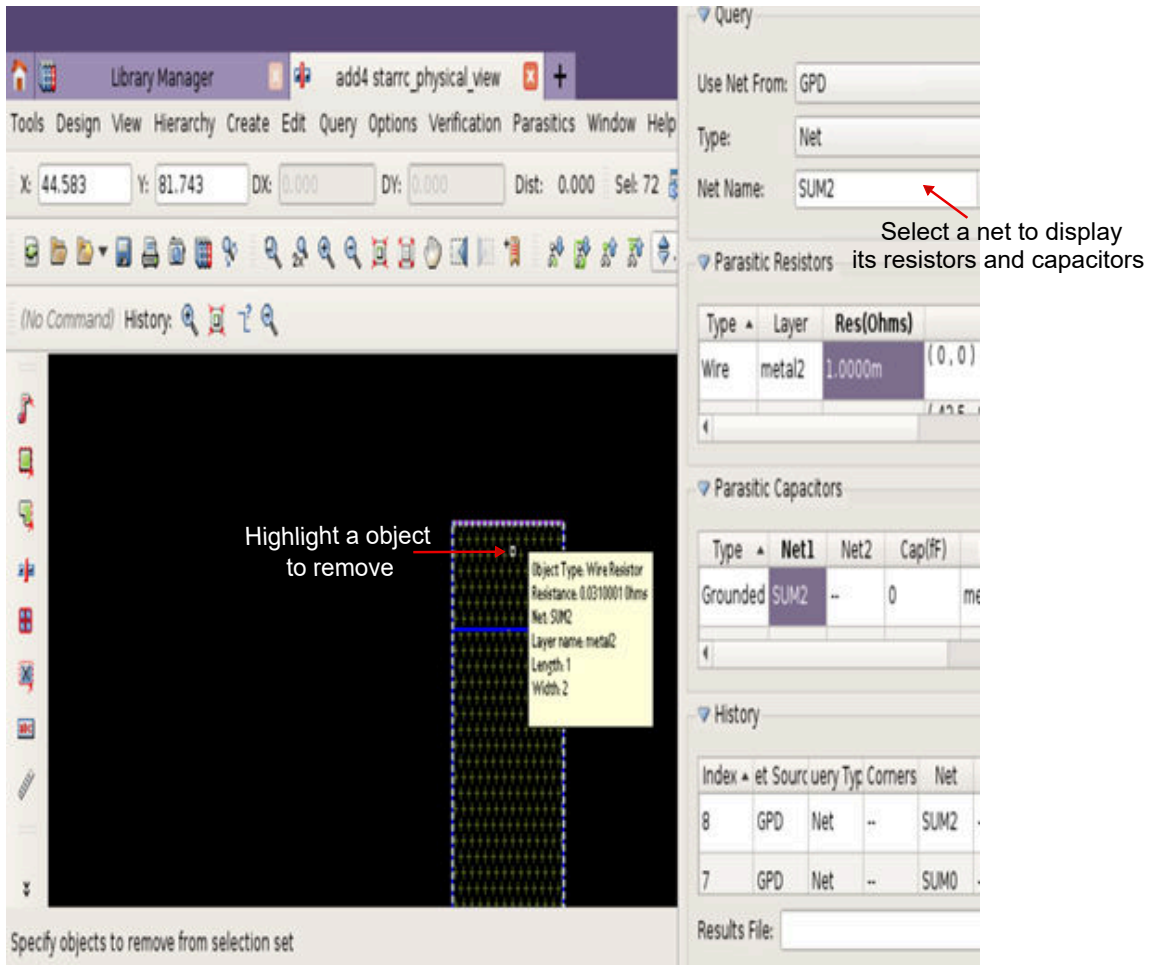 Library Manager
add4 starrc_physical_view
Tools Design View Hierarchy Create Edit Query Options Verification Parasitics Window Help
X: 44.583 Y: 81.743 DX: 0.000 DY: 0.000 Dist: 0.000 Sel: 72
(No Command) History:
Highlight a object
to remove
Object Type: Wire Resistor
Resistance: 0.0310001 Ohms
Net: SUM2
Layer name: metal2
Length: 1
Width: 2
Specify objects to remove from selection set
Query
Use Net From: GPD
Type: Net
Net Name: SUM2
Select a net to display
its resistors and capacitors
Parasitic Resistors
Type Layer Res(Ohms)
Wire metal2 1.0000m (0,0)
Parasitic Capacitors
Type Net1 Net2 Cap(fF)
Grounded SUM2 -- 0 me
History
Index et Sourc uery Typ Corners Net
8 GPD Net -- SUM2 -
7 GPD Net -- SUM0 -
Results File: